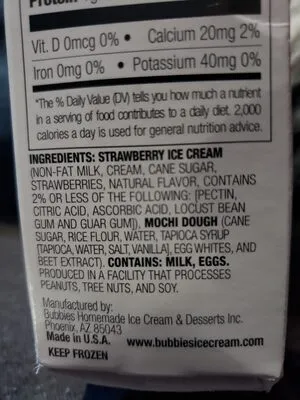 Protein
Vit. D 0mcg 0% • Calcium 20mg 2%
Iron 0mg 0% • Potassium 40mg 0%
*The % Daily Value (DV) tells you how much a nutrient
in a serving of food contributes to a daily diet. 2,000
calories a day is used for general nutrition advice.
INGREDIENTS: STRAWBERRY ICE CREAM
(NON-FAT MILK, CREAM, CANE SUGAR,
STRAWBERRIES, NATURAL FLAVOR, CONTAINS
2% OR LESS OF THE FOLLOWING: [PECTIN,
CITRIC ACID, ASCORBIC ACID, LOCUST BEAN
GUM AND GUAR GUM]), MOCHI DOUGH (CANE
SUGAR, RICE FLOUR, WATER, TAPIOCA SYRUP
[TAPIOCA, WATER, SALT, VANILLA], EGG WHITES, AND
BEET EXTRACT). CONTAINS: MILK, EGGS.
PRODUCED IN A FACILITY THAT PROCESSES
PEANUTS, TREE NUTS, AND SOY.
Manufactured by:
Bubbies Homemade Ice Cream & Desserts Inc.
Phoenix, AZ 85043
Made in U.S.A. www.bubbiesicecream.com
KEEP FROZEN